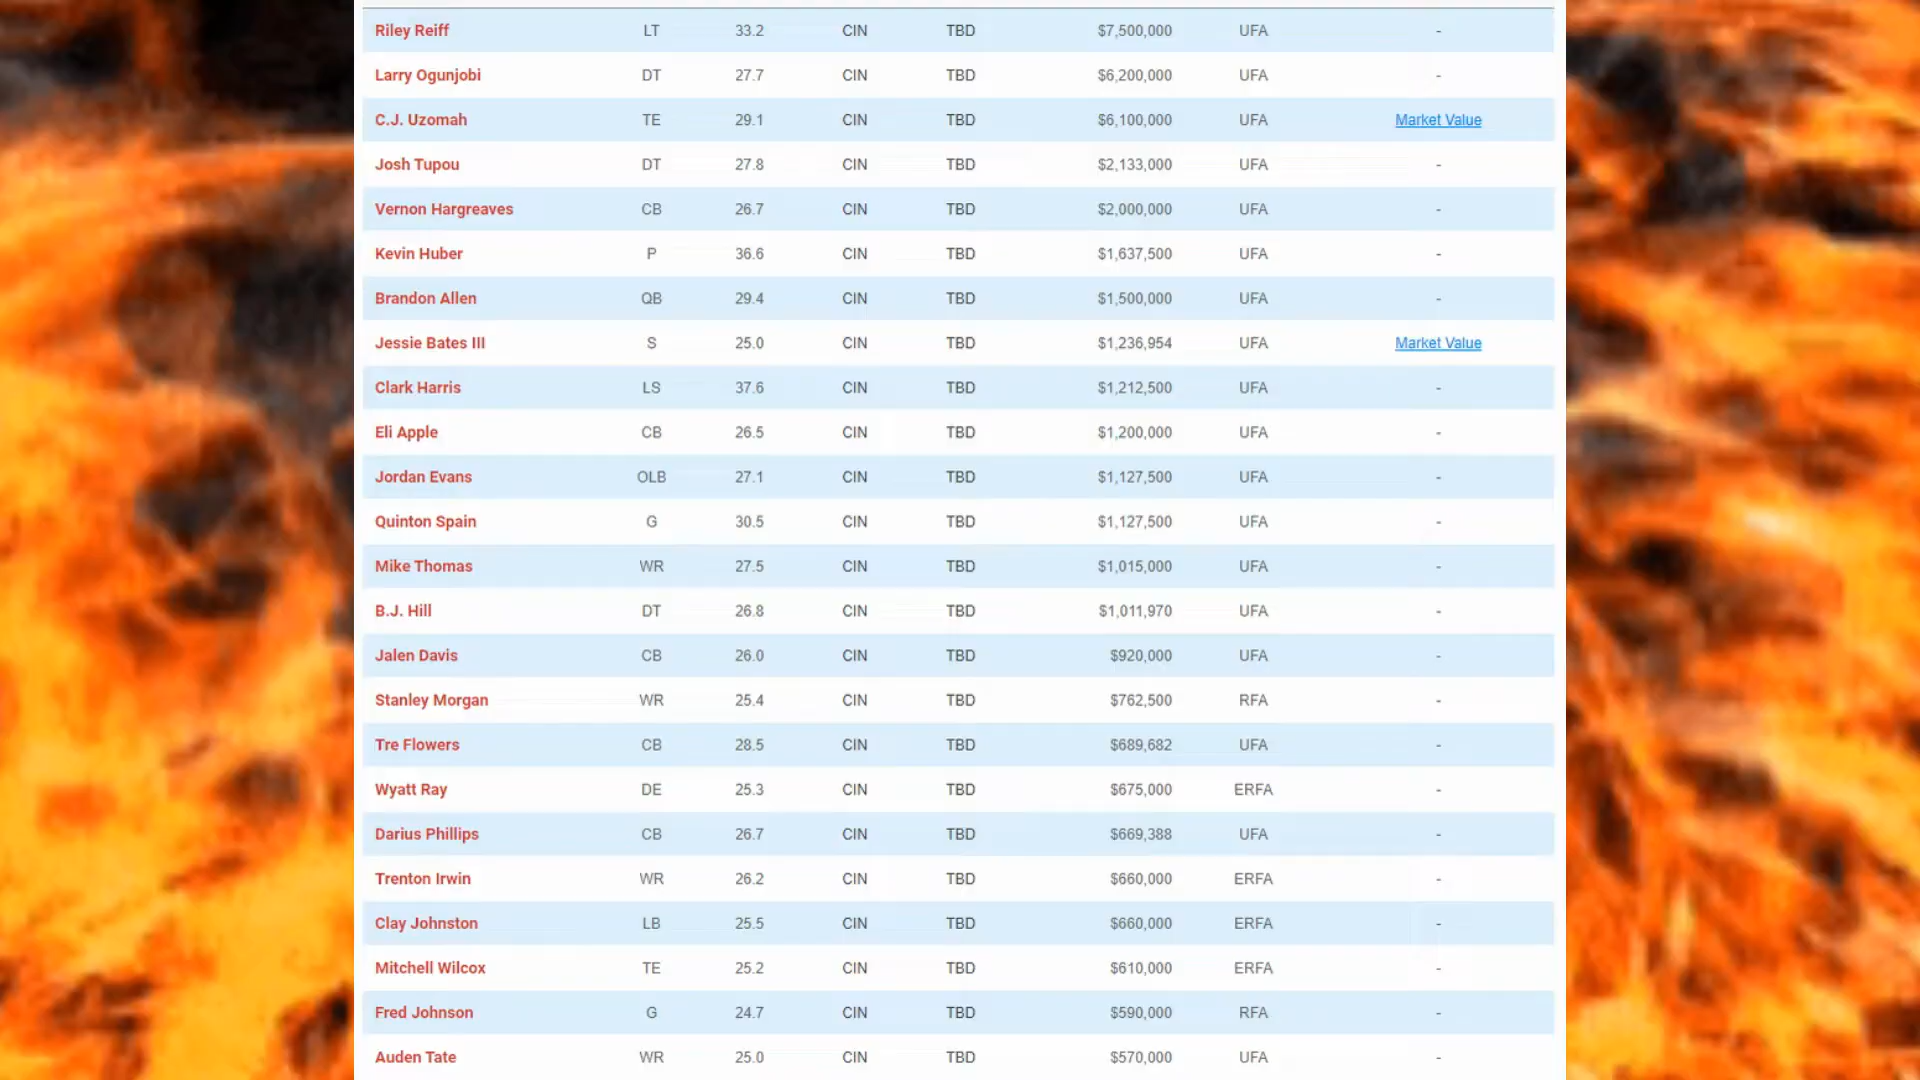 Riley Reiff LT 33.2 CIN TBD $7,500,000 UFA -
Larry Ogunjobi DT 27.7 CIN TBD $6,200,000 UFA -
C.J. Uzomah TE 29.1 CIN TBD $6,100,000 UFA Market Value
Josh Tupou DT 27.8 CIN TBD $2,133,000 UFA -
Vernon Hargreaves CB 26.7 CIN TBD $2,000,000 UFA -
Kevin Huber P 36.6 CIN TBD $1,637,500 UFA -
Brandon Allen QB 29.4 CIN TBD $1,500,000 UFA -
Jessie Bates III S 25.0 CIN TBD $1,236,954 UFA Market Value
Clark Harris LS 37.6 CIN TBD $1,212,500 UFA -
Eli Apple CB 26.5 CIN TBD $1,200,000 UFA -
Jordan Evans OLB 27.1 CIN TBD $1,127,500 UFA -
Quinton Spain G 30.5 CIN TBD $1,127,500 UFA -
Mike Thomas WR 27.5 CIN TBD $1,015,000 UFA -
B.J. Hill DT 26.8 CIN TBD $1,011,970 UFA -
Jalen Davis CB 26.0 CIN TBD $920,000 UFA -
Stanley Morgan WR 25.4 CIN TBD $762,500 RFA -
Tre Flowers CB 28.5 CIN TBD $689,682 UFA -
Wyatt Ray DE 25.3 CIN TBD $675,000 ERFA -
Darius Phillips CB 26.7 CIN TBD $669,388 UFA -
Trenton Irwin WR 26.2 CIN TBD $660,000 ERFA -
Clay Johnston LB 25.5 CIN TBD $660,000 ERFA -
Mitchell Wilcox TE 25.2 CIN TBD $610,000 ERFA -
Fred Johnson G 24.7 CIN TBD $590,000 RFA -
Auden Tate WR 25.0 CIN TBD $570,000 UFA -